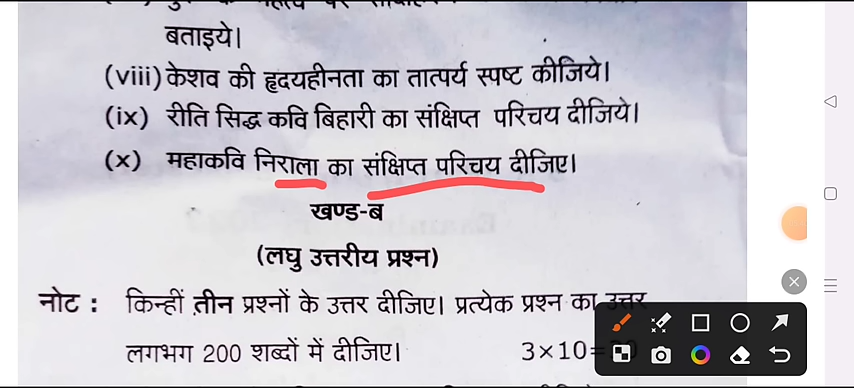 बताइये।
(viii) केशव की हृदयहीनता का तात्पर्य स्पष्ट कीजिये।
(ix) रीति सिद्ध कवि बिहारी का संक्षिप्त परिचय दीजिये।
(x) महाकवि निराला का संक्षिप्त परिचय दीजिए।
खण्ड-ब
(लघु उत्तरीय प्रश्न)
नोट : किन्हीं तीन प्रश्नों के उत्तर दीजिए। प्रत्येक प्रश्न का उत्तर
लगभग 200 शब्दों में दीजिए। 3×10=